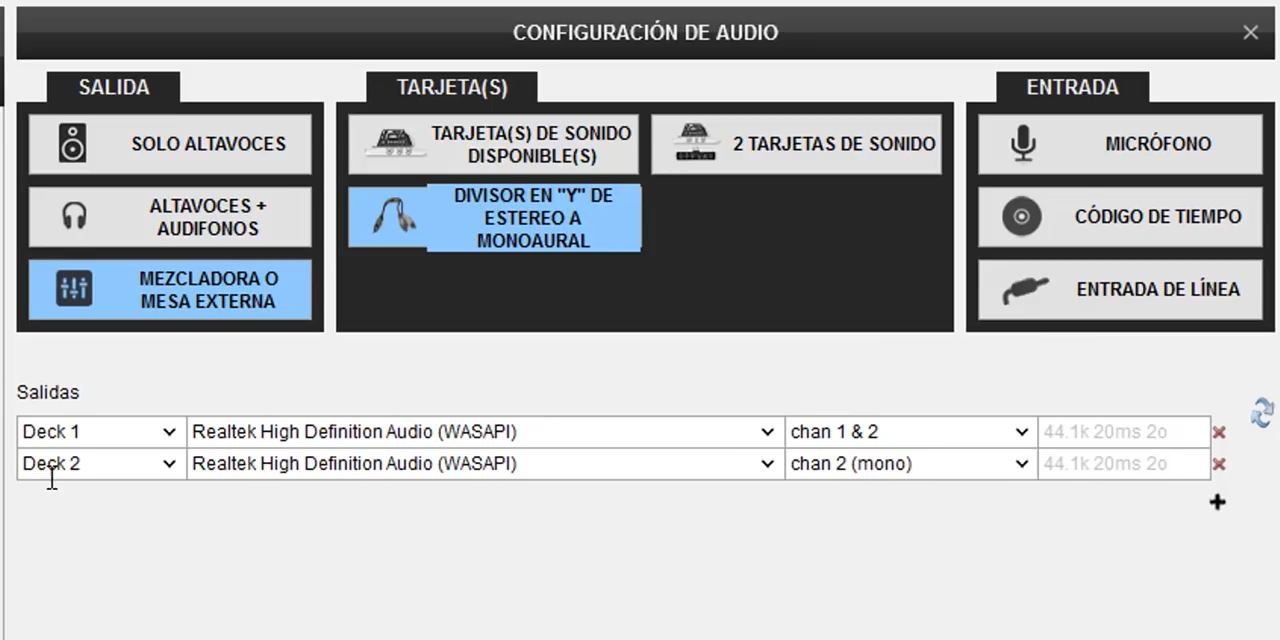 CONFIGURACIÓN DE AUDIO
SALIDA
TARJETA(S)
ENTRADA
SOLO ALTAVOCES
TARJETA(S) DE SONIDO
DISPONIBLE(S)
2 TARJETAS DE SONIDO
MICRÓFONO
ALTAVOCES +
AUDIFONOS
DIVISOR EN "Y" DE
ESTEREO A
MONOAURAL
CÓDIGO DE TIEMPO
MEZCLADORA O
MESA EXTERNA
ENTRADA DE LÍNEA
Salidas
Deck 1 Realtek High Definition Audio (WASAPI) chan 1 & 2 44.1k 20ms 2o
Deck 2 Realtek High Definition Audio (WASAPI) chan 2 (mono) 44.1k 20ms 2o